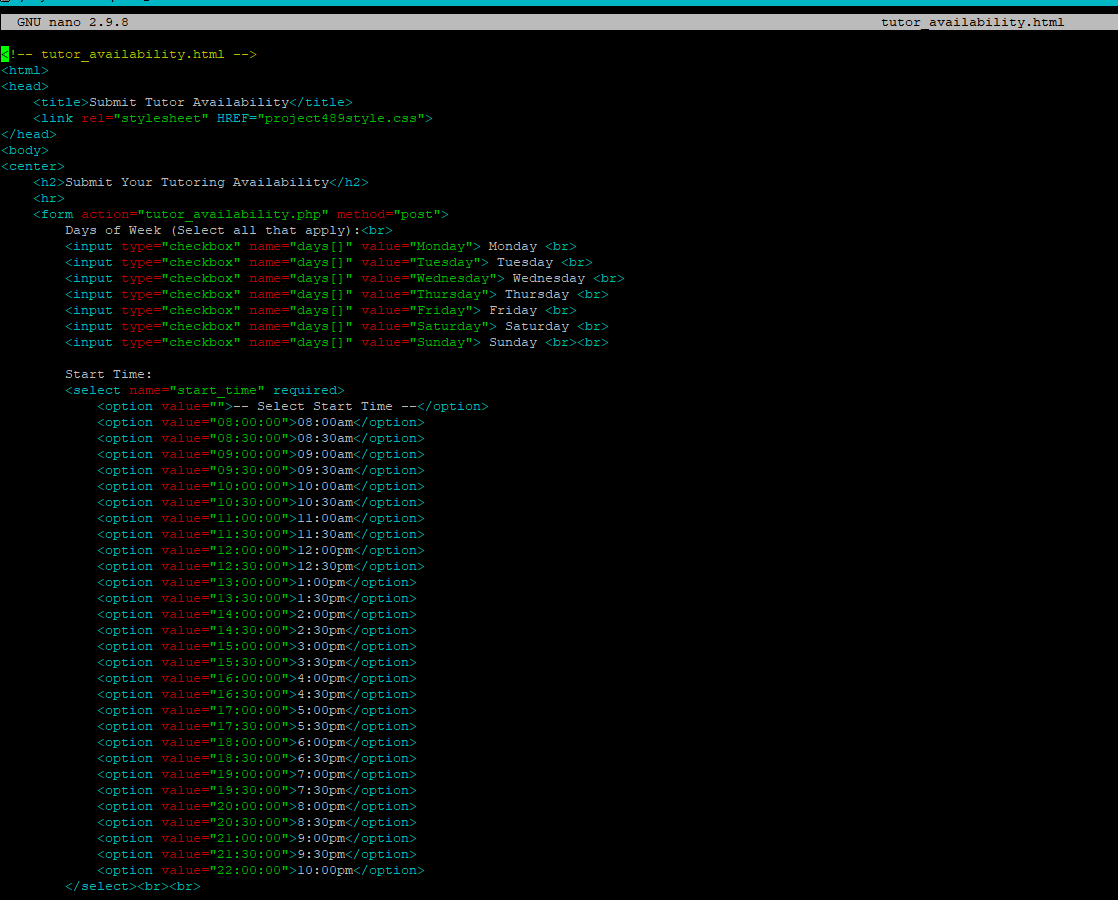 GNU nano 2.9.8 tutor_availability.html
<!-- tutor_availability.html -->
<html>
<head>
    <title>Submit Tutor Availability</title>
    <link rel="stylesheet" HREF="project489style.css">
</head>
<body>
<center>
    <h2>Submit Your Tutoring Availability</h2>
    <hr>
    <form action="tutor_availability.php" method="post">
        Days of Week (Select all that apply):<br>
        <input type="checkbox" name="days[]" value="Monday"> Monday <br>
        <input type="checkbox" name="days[]" value="Tuesday"> Tuesday <br>
        <input type="checkbox" name="days[]" value="Wednesday"> Wednesday <br>
        <input type="checkbox" name="days[]" value="Thursday"> Thursday <br>
        <input type="checkbox" name="days[]" value="Friday"> Friday <br>
        <input type="checkbox" name="days[]" value="Saturday"> Saturday <br>
        <input type="checkbox" name="days[]" value="Sunday"> Sunday <br><br>

        Start Time:
        <select name="start_time" required>
            <option value="">-- Select Start Time --</option>
            <option value="08:00:00">08:00am</option>
            <option value="08:30:00">08:30am</option>
            <option value="09:00:00">09:00am</option>
            <option value="09:30:00">09:30am</option>
            <option value="10:00:00">10:00am</option>
            <option value="10:30:00">10:30am</option>
            <option value="11:00:00">11:00am</option>
            <option value="11:30:00">11:30am</option>
            <option value="12:00:00">12:00pm</option>
            <option value="12:30:00">12:30pm</option>
            <option value="13:00:00">1:00pm</option>
            <option value="13:30:00">1:30pm</option>
            <option value="14:00:00">2:00pm</option>
            <option value="14:30:00">2:30pm</option>
            <option value="15:00:00">3:00pm</option>
            <option value="15:30:00">3:30pm</option>
            <option value="16:00:00">4:00pm</option>
            <option value="16:30:00">4:30pm</option>
            <option value="17:00:00">5:00pm</option>
            <option value="17:30:00">5:30pm</option>
            <option value="18:00:00">6:00pm</option>
            <option value="18:30:00">6:30pm</option>
            <option value="19:00:00">7:00pm</option>
            <option value="19:30:00">7:30pm</option>
            <option value="20:00:00">8:00pm</option>
            <option value="20:30:00">8:30pm</option>
            <option value="21:00:00">9:00pm</option>
            <option value="21:30:00">9:30pm</option>
            <option value="22:00:00">10:00pm</option>
        </select><br><br>